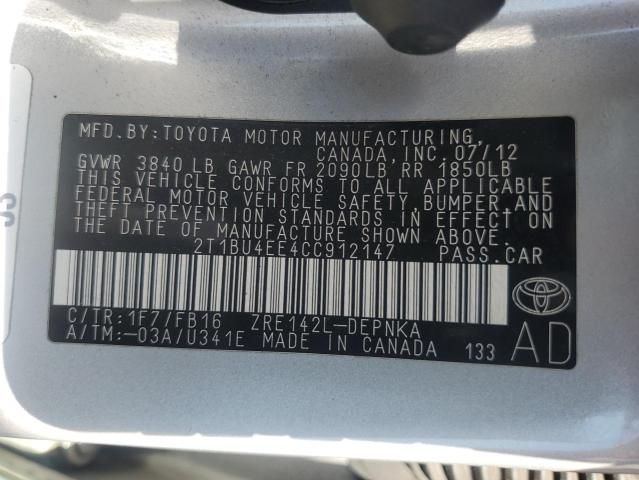 MFD.BY:TOYOTA MOTOR MANUFACTURING,
CANADA, INC. 07/12
GVWR 3840 LB GAWR FR 2090LB RR 1850LB
THIS VEHICLE CONFORMS TO ALL APPLICABLE
FEDERAL MOTOR VEHICLE SAFETY, BUMPER, AND
THEFT PREVENTION STANDARDS IN EFFECT ON
THE DATE OF MANUFACTURE SHOWN ABOVE.
2T1BU4EE4CC912147 PASS.CAR
C/TR:1F7/FB16 ZRE142L-DEPNKA
A/TM:-03A/U341E MADE IN CANADA 133
AD